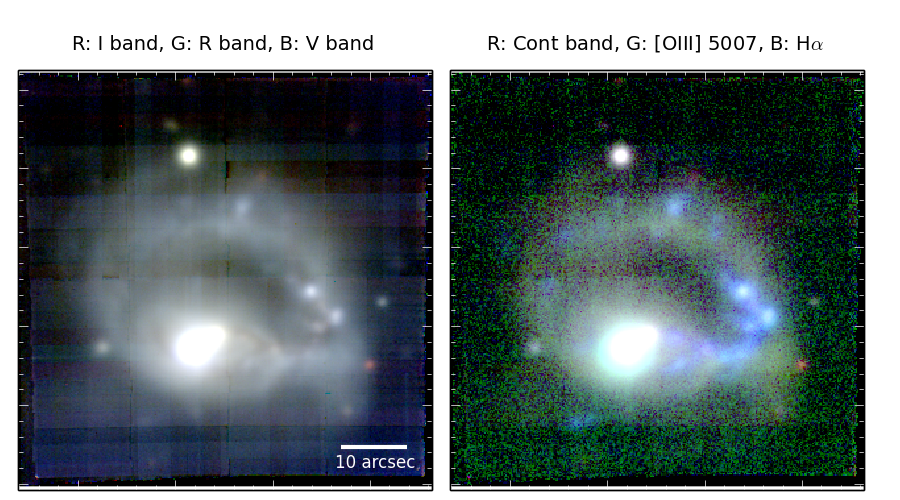 R: I band, G: R band, B: V band
R: Cont band, G: [OIII] 5007, B: Hα
10 arcsec